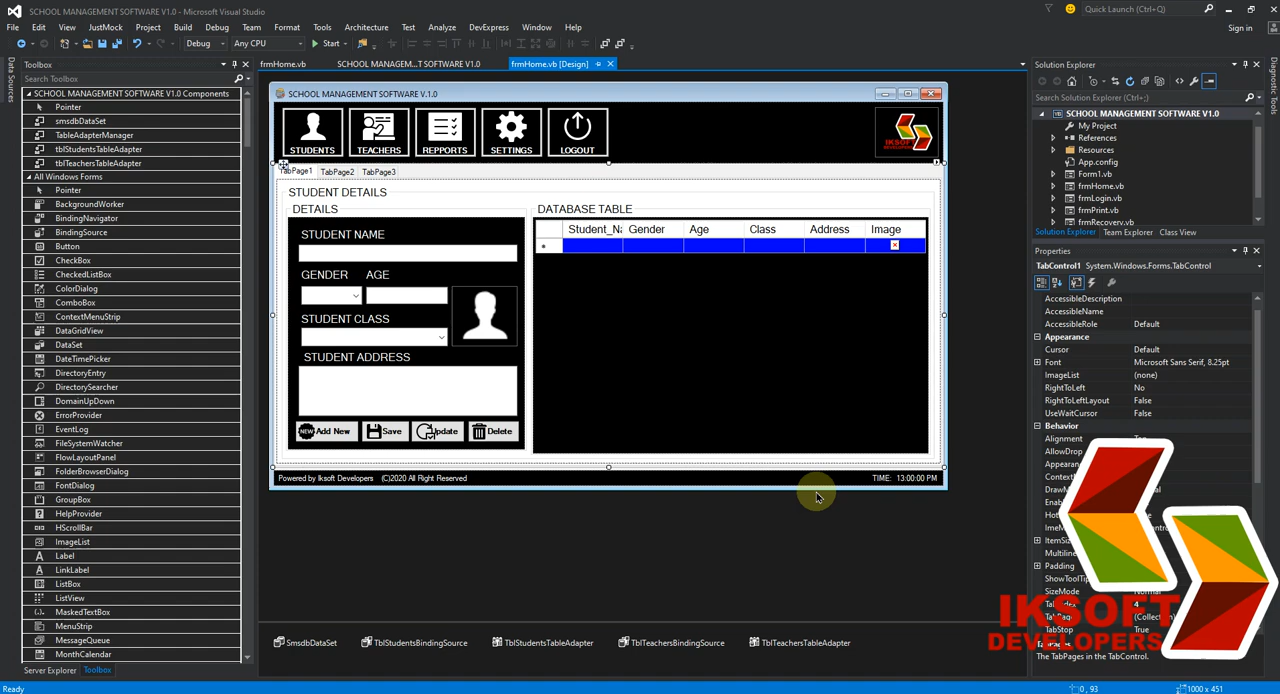 SCHOOL MANAGEMENT SOFTWARE V1.0 - Microsoft Visual Studio
Quick Launch (Ctrl+;)
File Edit View JustMock Project Build Debug Team Format Tools Architecture Test Analyze DevExpress Window Help
Sign in
Debug Any CPU Start
Data Sources
Toolbox
frmHome.vb SCHOOL MANAGEM...T SOFTWARE V1.0 frmHome.vb [Design]
Search Toolbox
SCHOOL MANAGEMENT SOFTWARE V1.0 Components
Pointer
smsdbDataSet
TableAdapterManager
tblStudentsTableAdapter
tblTeachersTableAdapter
All Windows Forms
Pointer
BackgroundWorker
BindingNavigator
BindingSource
Button
CheckBox
CheckedListBox
ColorDialog
ComboBox
ContextMenuStrip
DataGridView
DataSet
DateTimePicker
DirectoryEntry
DirectorySearcher
DomainUpDown
ErrorProvider
EventLog
FileSystemWatcher
FlowLayoutPanel
FolderBrowserDialog
FontDialog
GroupBox
HelpProvider
HScrollBar
ImageList
Label
LinkLabel
ListBox
ListView
MaskedTextBox
MenuStrip
MessageQueue
MonthCalendar
Server Explorer Toolbox
SCHOOL MANAGEMENT SOFTWARE V.1.0
STUDENTS TEACHERS REPPORTS SETTINGS LOGOUT
IKSOFT
DEVELOPERS
TabPage1 TabPage2 TabPage3
STUDENT DETAILS
DETAILS
STUDENT NAME
GENDER AGE
STUDENT CLASS
STUDENT ADDRESS
NEW Add New Save Update Delete
DATABASE TABLE
Student_Na Gender Age Class Address Image
Powered by Iksoft Developers (C)2020 All Right Reserved TIME: 13:00:00 PM
SmsdbDataSet TblStudentsBindingSource TblStudentsTableAdapter TblTeachersBindingSource TblTeachersTableAdapter
Solution Explorer
Search Solution Explorer (Ctrl+;)
SCHOOL MANAGEMENT SOFTWARE V1.0
My Project
References
Resources
App.config
Form1.vb
frmHome.vb
frmLogin.vb
frmPrint.vb
frmRecovery.vb
Solution Explorer Team Explorer Class View
Properties
TabControl1 System.Windows.Forms.TabControl
AccessibleDescription
AccessibleName
AccessibleRole Default
Appearance
Cursor Default
Font Microsoft Sans Serif, 8.25pt
ImageList (none)
RightToLeft No
RightToLeftLayout False
UseWaitCursor False
Behavior
Alignment
AllowDrop
Padding
SizeMode Normal
4
(Collection)
TabStop True
The TabPages in the TabControl.
Diagnostic Tools
IKSOFT
DEVELOPERS
Ready 0 , 93 1000 x 451